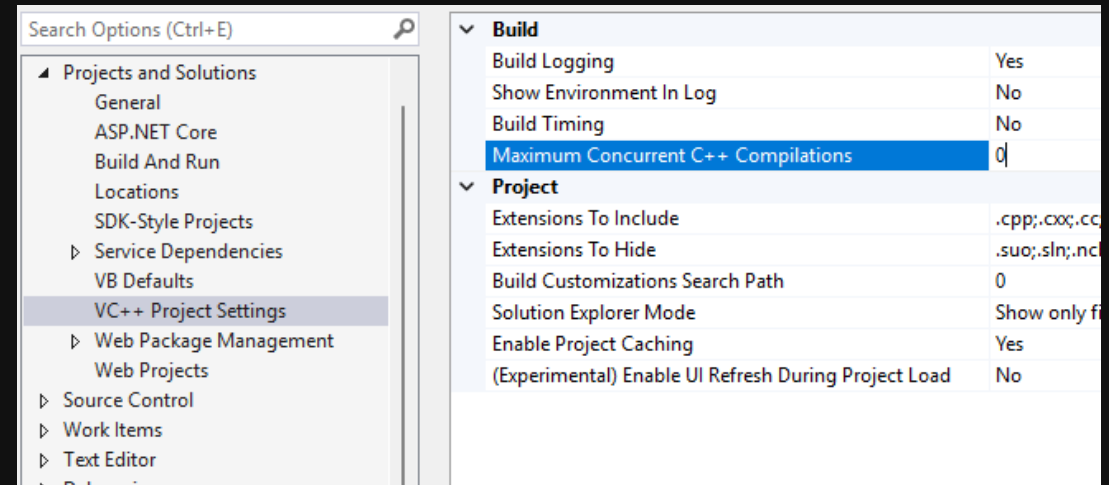 Search Options (Ctrl+E)
Projects and Solutions
General
ASP.NET Core
Build And Run
Locations
SDK-Style Projects
Service Dependencies
VB Defaults
VC++ Project Settings
Web Package Management
Web Projects
Source Control
Work Items
Text Editor
Build
Build Logging Yes
Show Environment In Log No
Build Timing No
Maximum Concurrent C++ Compilations 0
Project
Extensions To Include .cpp;.cxx;.cc;
Extensions To Hide .suo;.sln;.ncl
Build Customizations Search Path 0
Solution Explorer Mode Show only fi
Enable Project Caching Yes
(Experimental) Enable UI Refresh During Project Load No